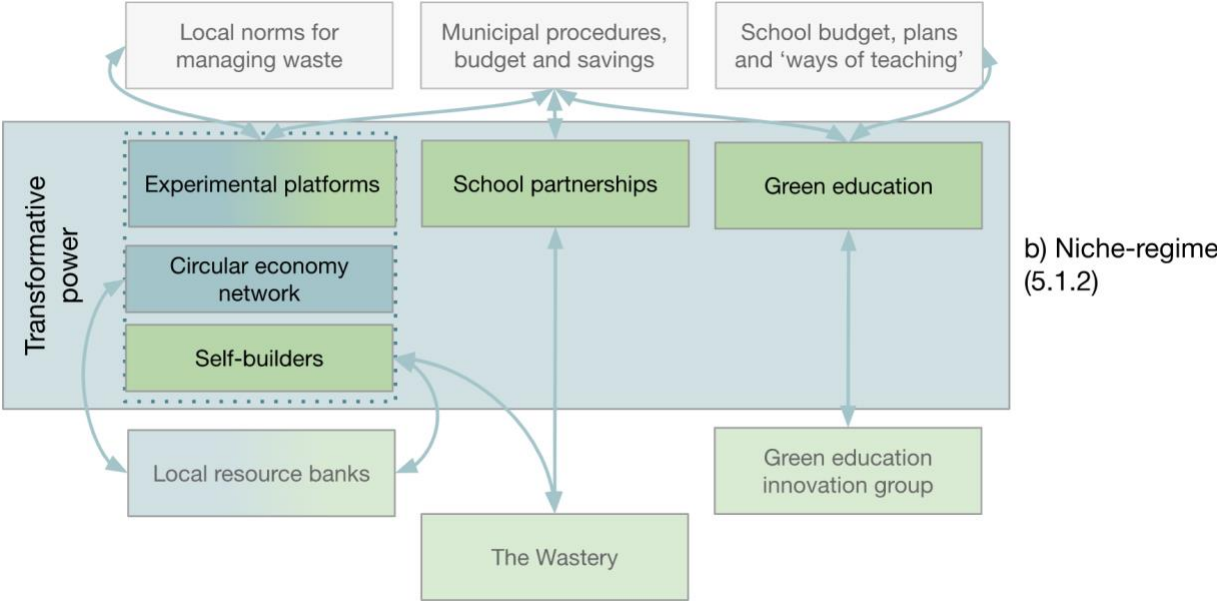 Local norms for
managing waste
Municipal procedures,
budget and savings
School budget, plans
and ‘ways of teaching’
Transformative
power
Experimental platforms
School partnerships
Green education
Circular economy
network
Self-builders
b) Niche-regime
(5.1.2)
Local resource banks
The Wastery
Green education
innovation group